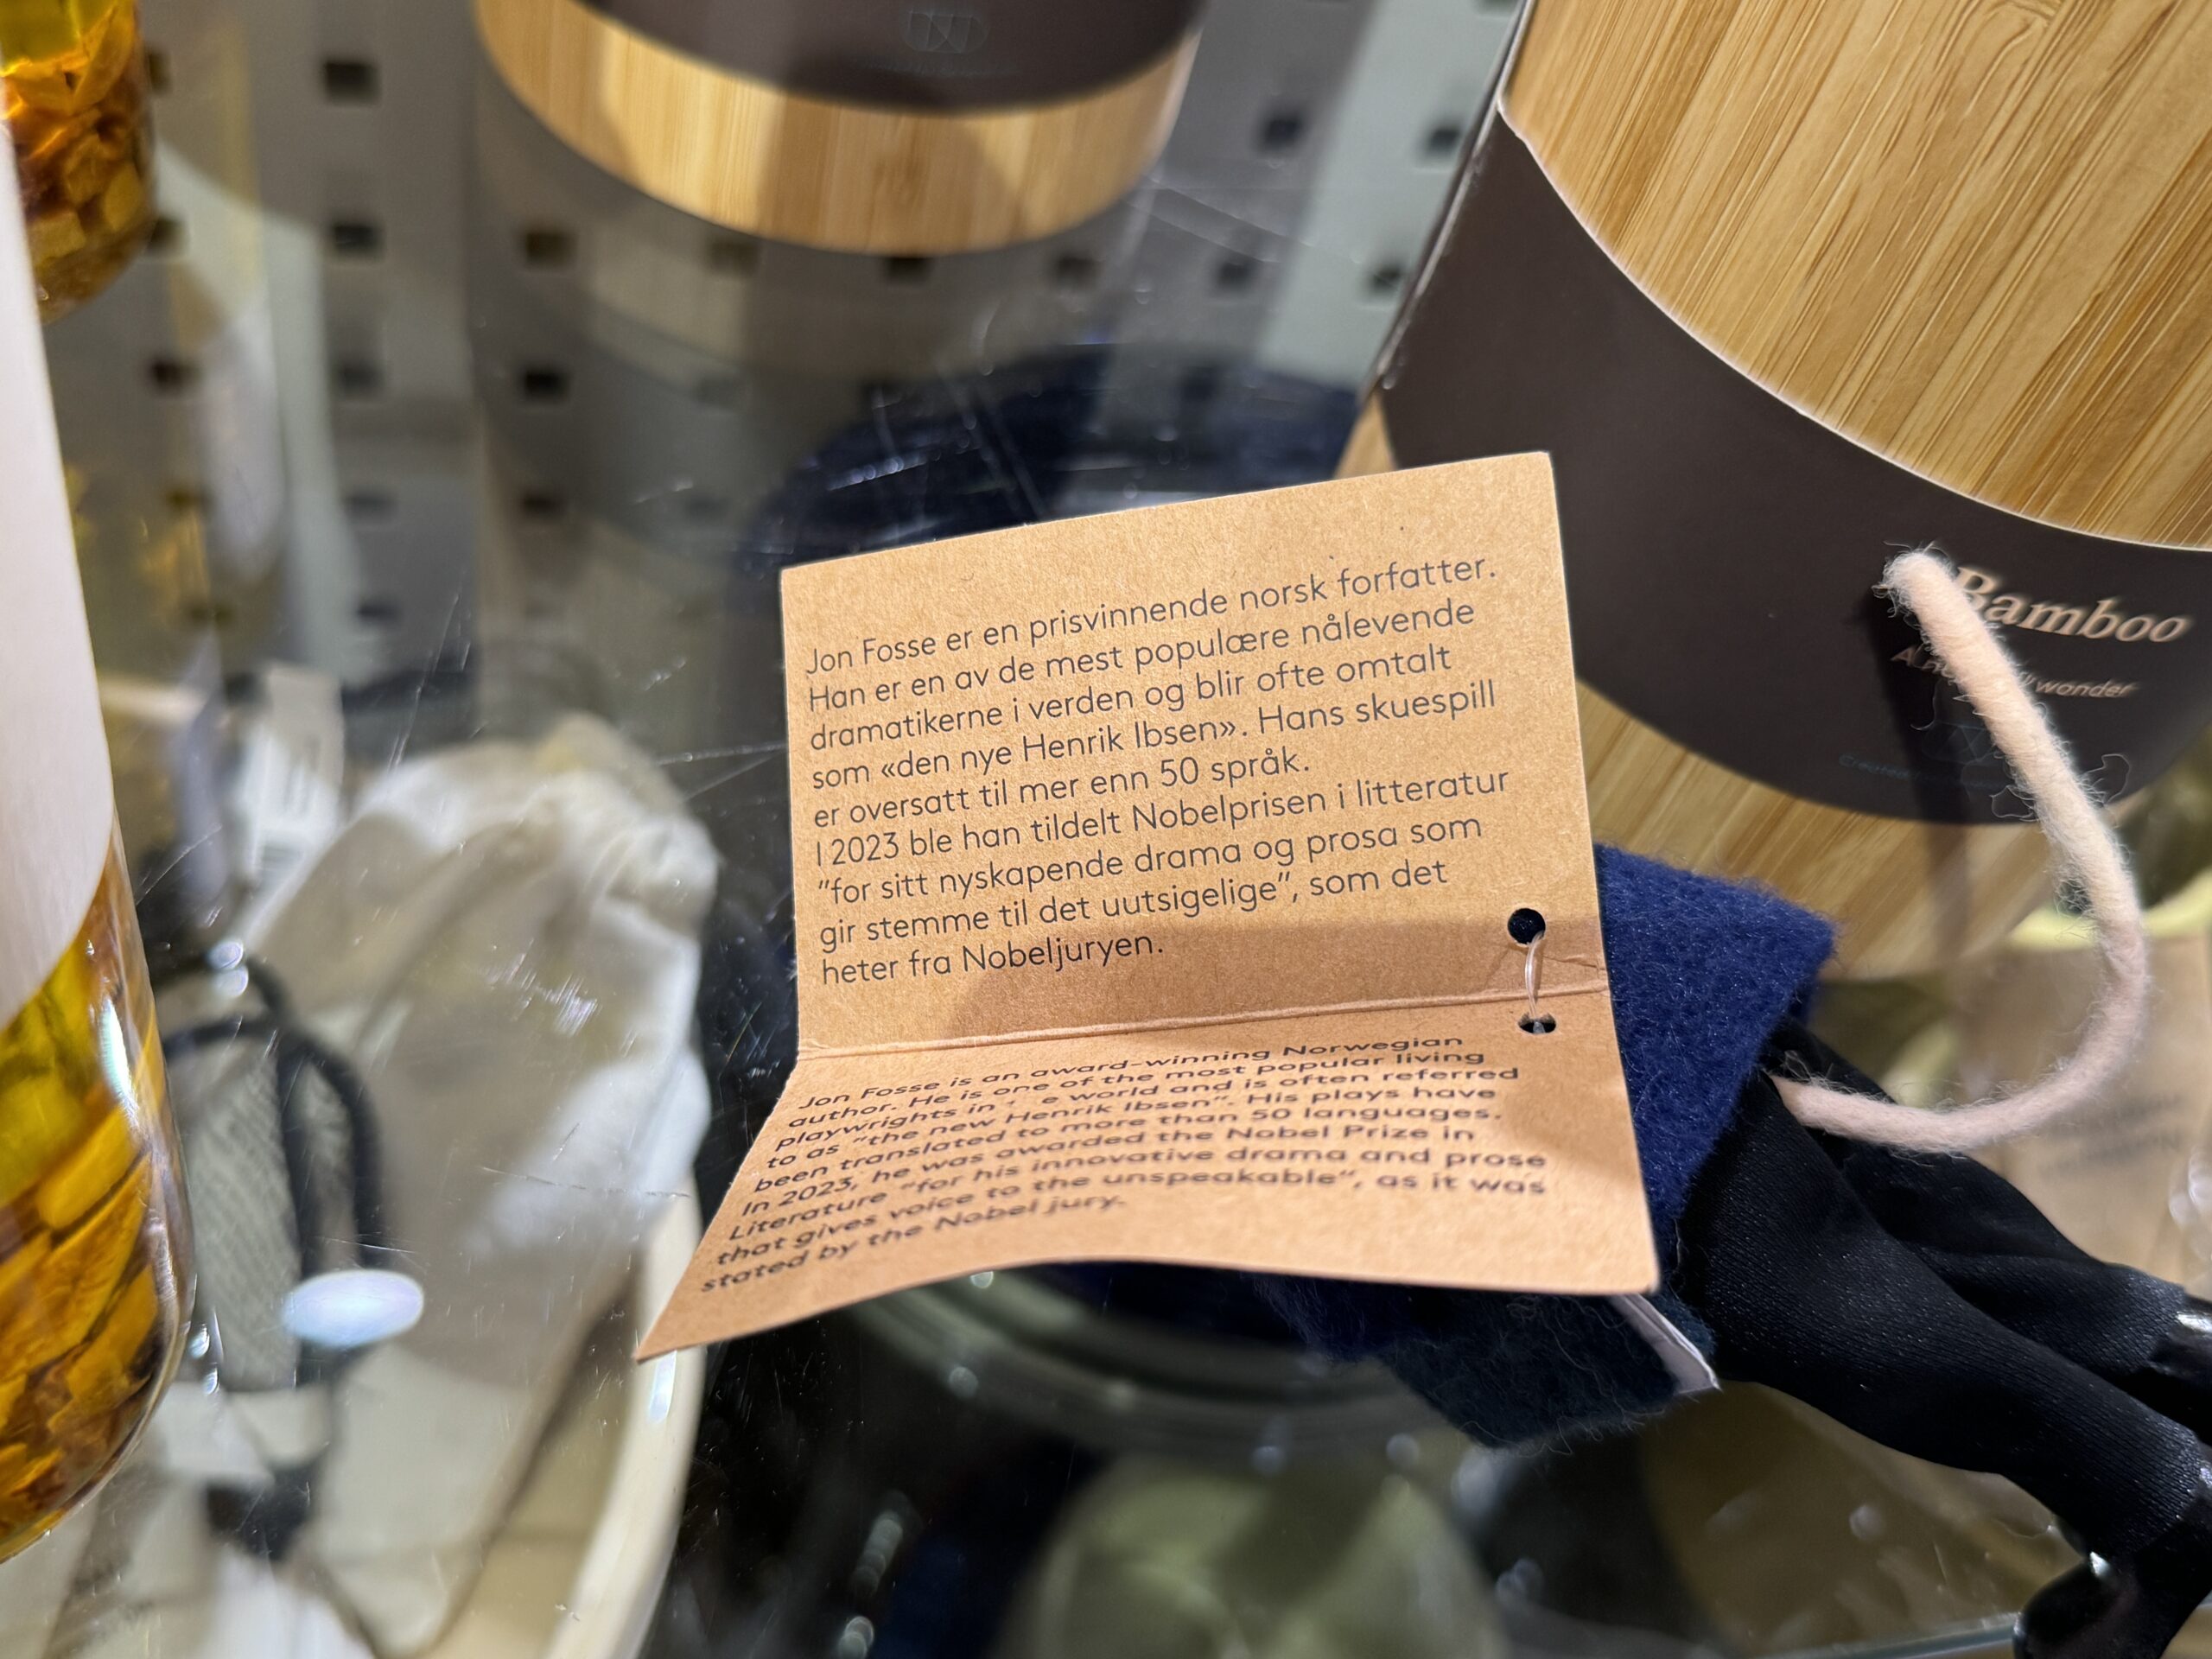 Jon Fosse er en prisvinnende norsk forfatter.
Han er en av de mest populære nålevende
dramatikerne i verden og blir ofte omtalt
som «den nye Henrik Ibsen». Hans skuespill
er oversatt til mer enn 50 språk.
I 2023 ble han tildelt Nobelprisen i litteratur
"for sitt nyskapende drama og prosa som
gir stemme til det uutsigelige", som det
heter fra Nobeljuryen.
Jon Fosse is an award-winning Norwegian
author. He is one of the most popular living
playwrights in world and is often referred
to as "the new Henrik Ibsen". His plays have
been translated to more than 50 languages.
In 2023, he was awarded the Nobel Prize in
Literature "for his innovative drama and prose
that gives voice to the unspeakable", as it was
stated by the Nobel jury.
Bamboo
wonder